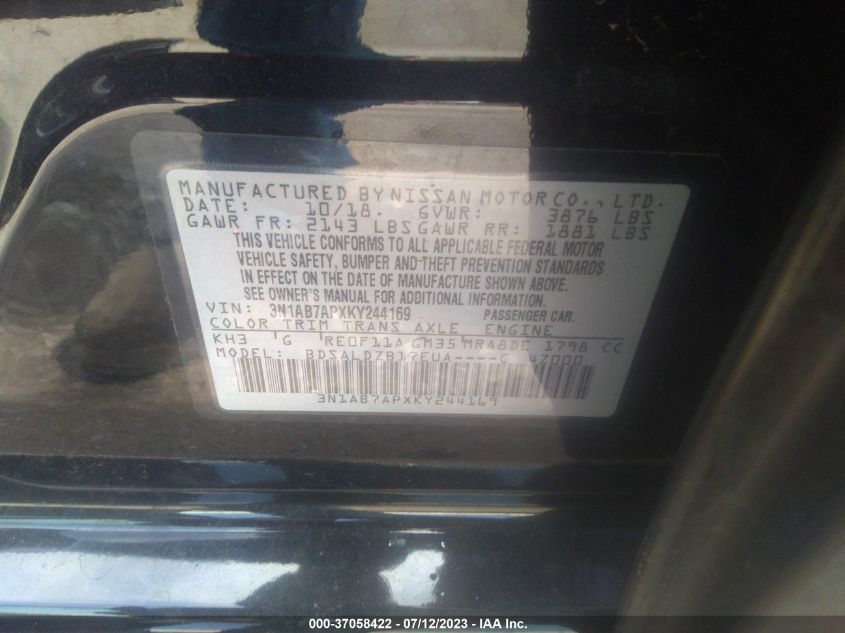 MANUFACTURED BY NISSAN MOTOR CO., LTD.
DATE: 10/18. GVWR: 3876 LBS
GAWR FR: 2143 LBS GAWR RR: 1881 LBS
THIS VEHICLE CONFORMS TO ALL APPLICABLE FEDERAL MOTOR
VEHICLE SAFETY, BUMPER AND THEFT PREVENTION STANDARDS
IN EFFECT ON THE DATE OF MANUFACTURE SHOWN ABOVE.
SEE OWNER'S MANUAL FOR ADDITIONAL INFORMATION.
VIN: 3N1AB7APXKY244169 PASSENGER CAR.
COLOR TRIM TRANS AXLE ENGINE
KH3 G RE0F11A GM35 MRA8DE 1798 CC
MODEL: BDSALDZB17EUA----C 4Z000
3N1AB7APXKY244169
000-37058422 - 07/12/2023 - IAA Inc.